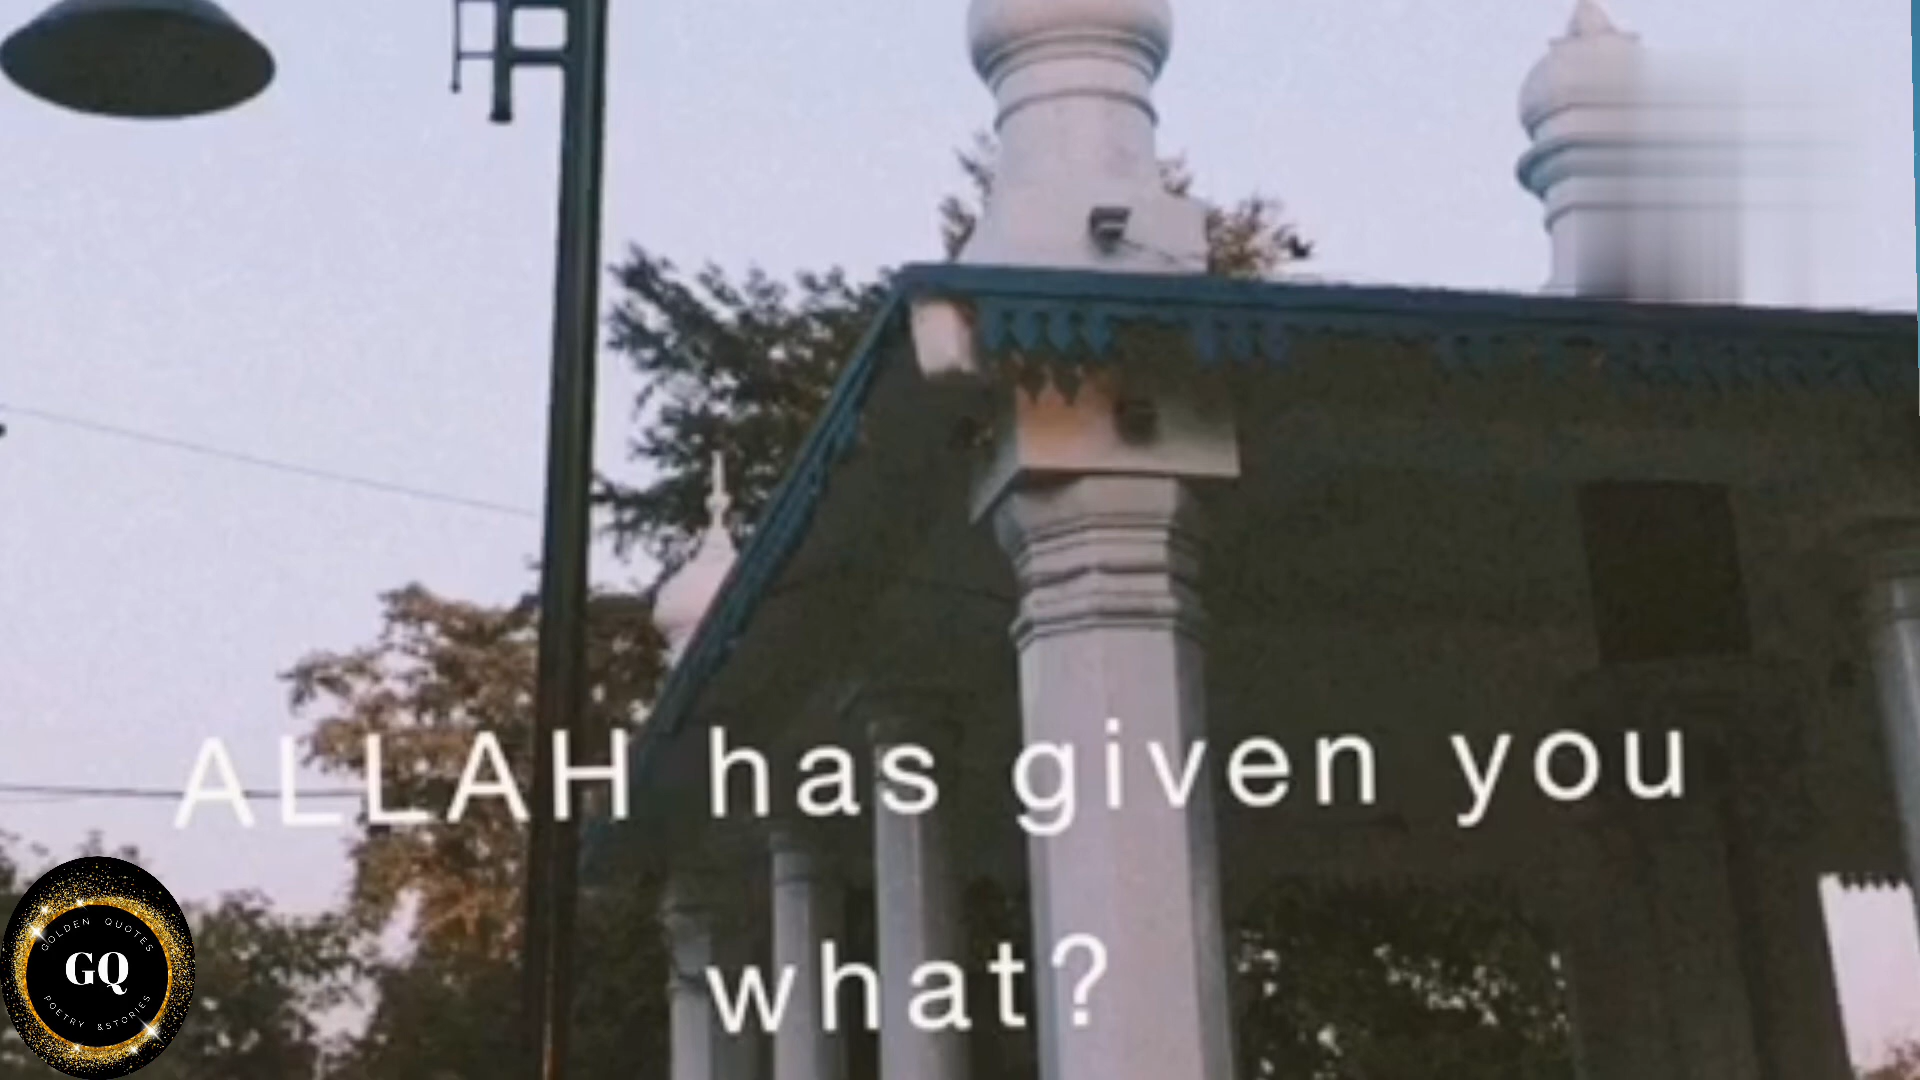 ALLAH has given you
what?
GOLDEN QUOTES
GQ
POETRY &STORIES